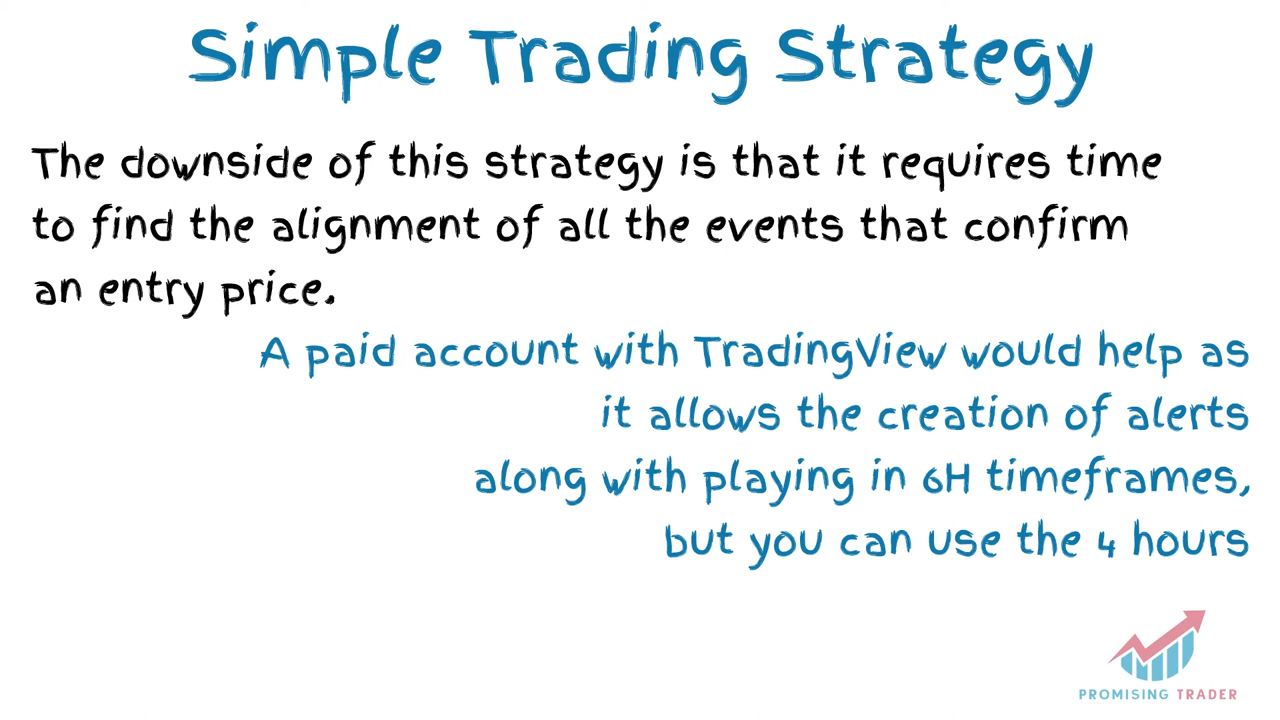 Simple Trading Strategy
The downside of this strategy is that it requires time
to find the alignment of all the events that confirm
an entry price.
A paid account with TradingView would help as
it allows the creation of alerts
along with playing in 6H timeframes,
but you can use the 4 hours
PROMISING TRADER